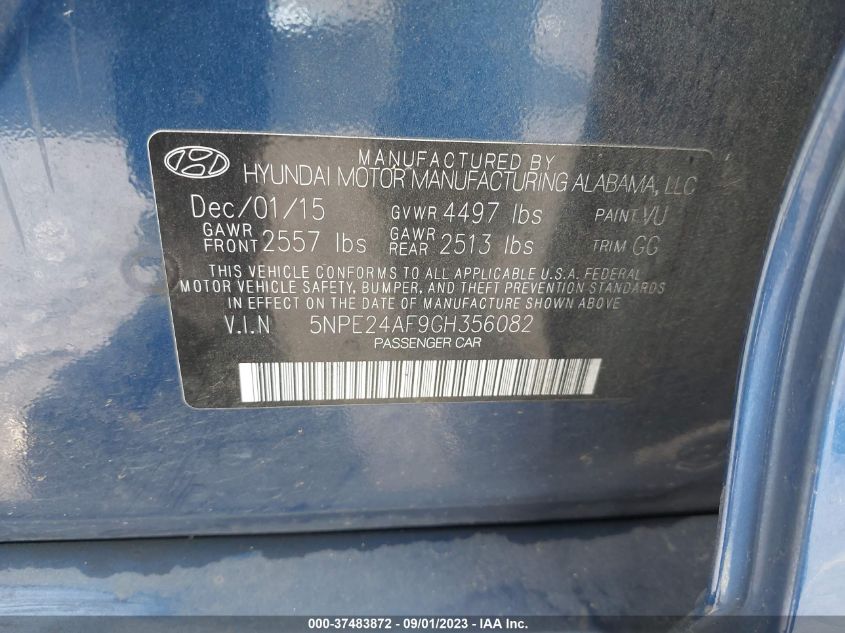 MANUFACTURED BY
HYUNDAI MOTOR MANUFACTURING ALABAMA, LLC
Dec/01/15 GVWR 4497 lbs PAINT VU
GAWR FRONT 2557 lbs GAWR REAR 2513 lbs TRIM GG
THIS VEHICLE CONFORMS TO ALL APPLICABLE U.S.A. FEDERAL
MOTOR VEHICLE SAFETY, BUMPER, AND THEFT PREVENTION STANDARDS
IN EFFECT ON THE DATE OF MANUFACTURE SHOWN ABOVE
V.I.N 5NPE24AF9GH356082
PASSENGER CAR
000-37483872 - 09/01/2023 - IAA Inc.